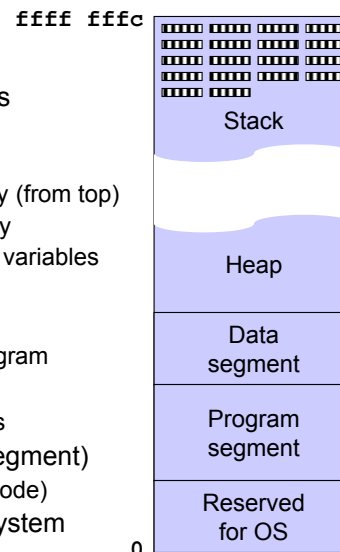 ffff fffc
s
Stack
y (from top)
y
variables
Heap
Data
segment
gram
s
Program
segment
egment)
ode)
Reserved
for OS
ystem
0